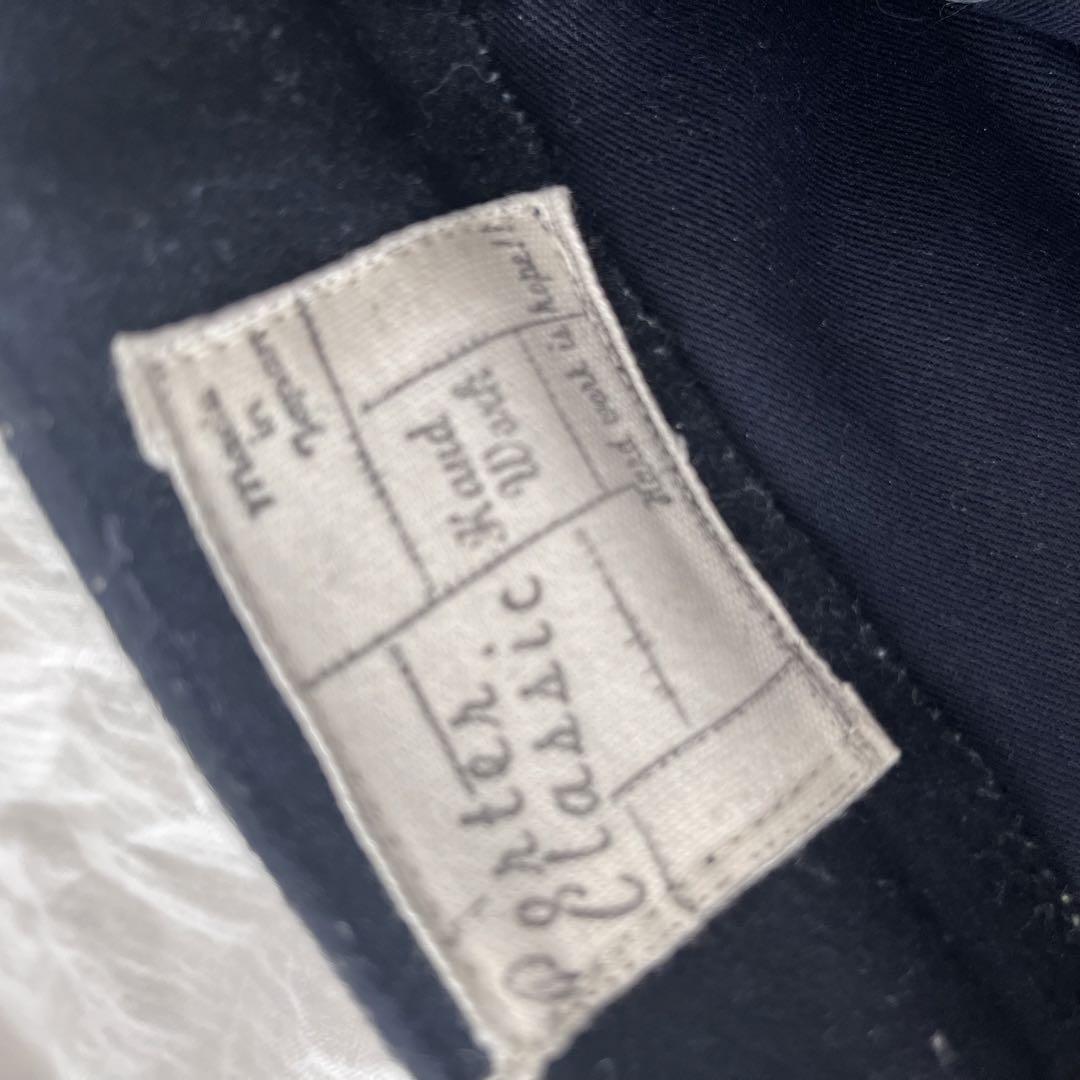 Porter
Classic
Hand
Work
Made
in
Japan
Hand work is hope!!